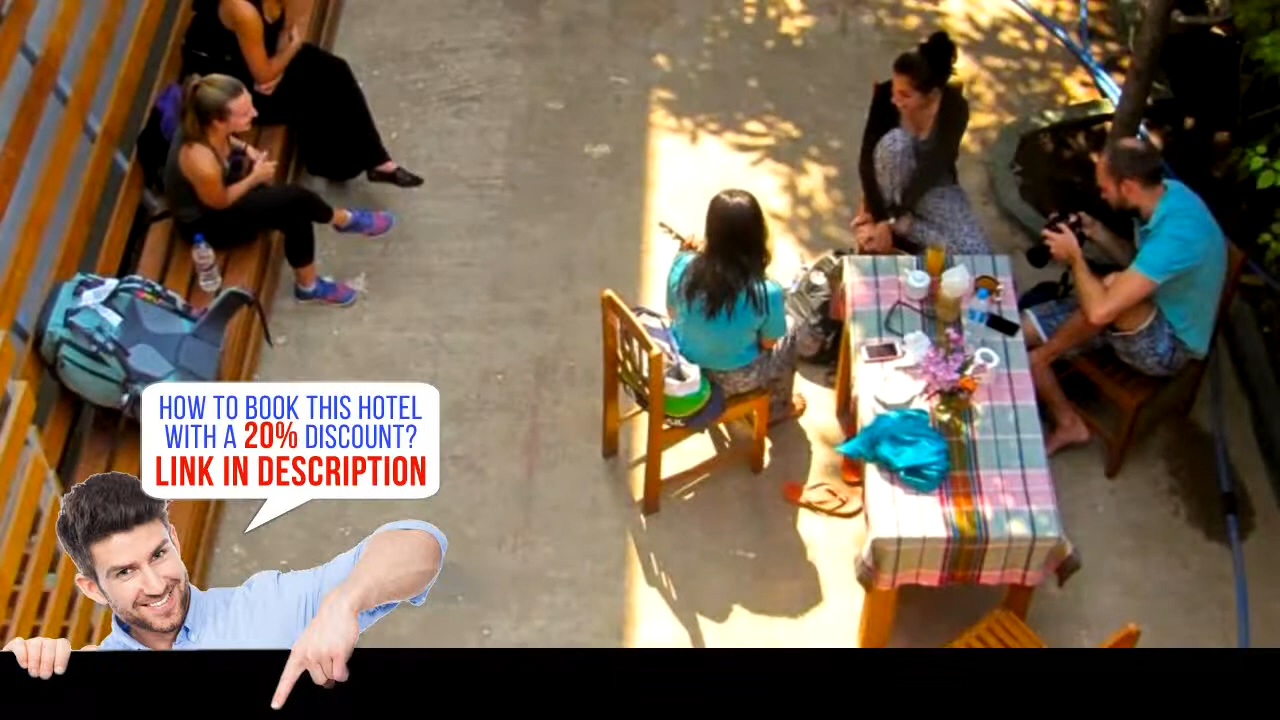 HOW TO BOOK THIS HOTEL
WITH A 20% DISCOUNT?
LINK IN DESCRIPTION